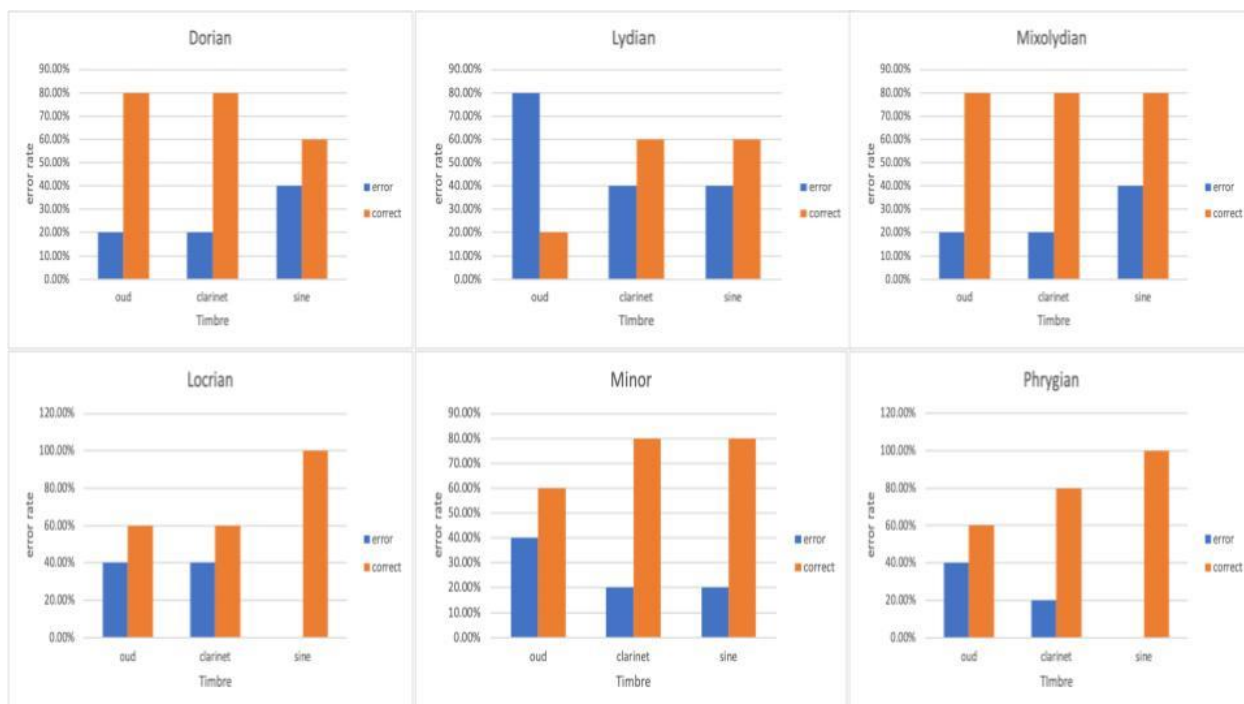 Dorian
90.00%
80.00%
70.00%
60.00%
50.00%
40.00%
30.00%
20.00%
10.00%
0.00%
error rate
oud clarinet sine
Timbre
error
correct
Lydian
90.00%
80.00%
70.00%
60.00%
50.00%
40.00%
30.00%
20.00%
10.00%
0.00%
error rate
oud clarinet sine
TImbre
error
correct
Mixolydian
90.00%
80.00%
70.00%
60.00%
50.00%
40.00%
30.00%
20.00%
10.00%
0.00%
error rate
oud clarinet sine
Timbre
error
correct
Locrian
120.00%
100.00%
80.00%
60.00%
40.00%
20.00%
0.00%
error rate
oud clarinet sine
Timbre
error
correct
Minor
90.00%
80.00%
70.00%
60.00%
50.00%
40.00%
30.00%
20.00%
10.00%
0.00%
error rate
oud clarinet sine
Timbre
error
correct
Phrygian
120.00%
100.00%
80.00%
60.00%
40.00%
20.00%
0.00%
error rate
oud clarinet sine
TImbre
error
correct